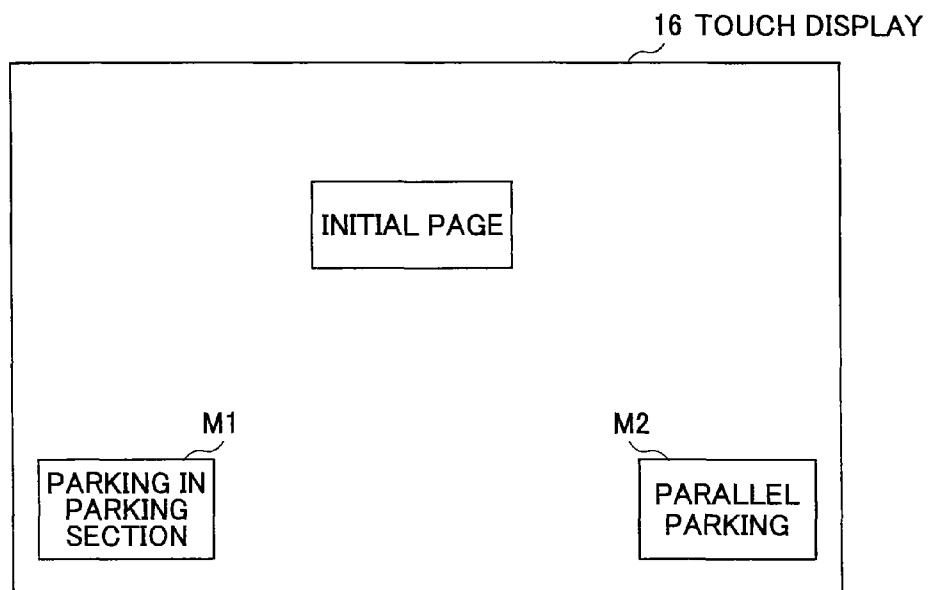 16 TOUCH DISPLAY
INITIAL PAGE
M1
M2
PARKING IN
PARKING
SECTION
PARALLEL
PARKING